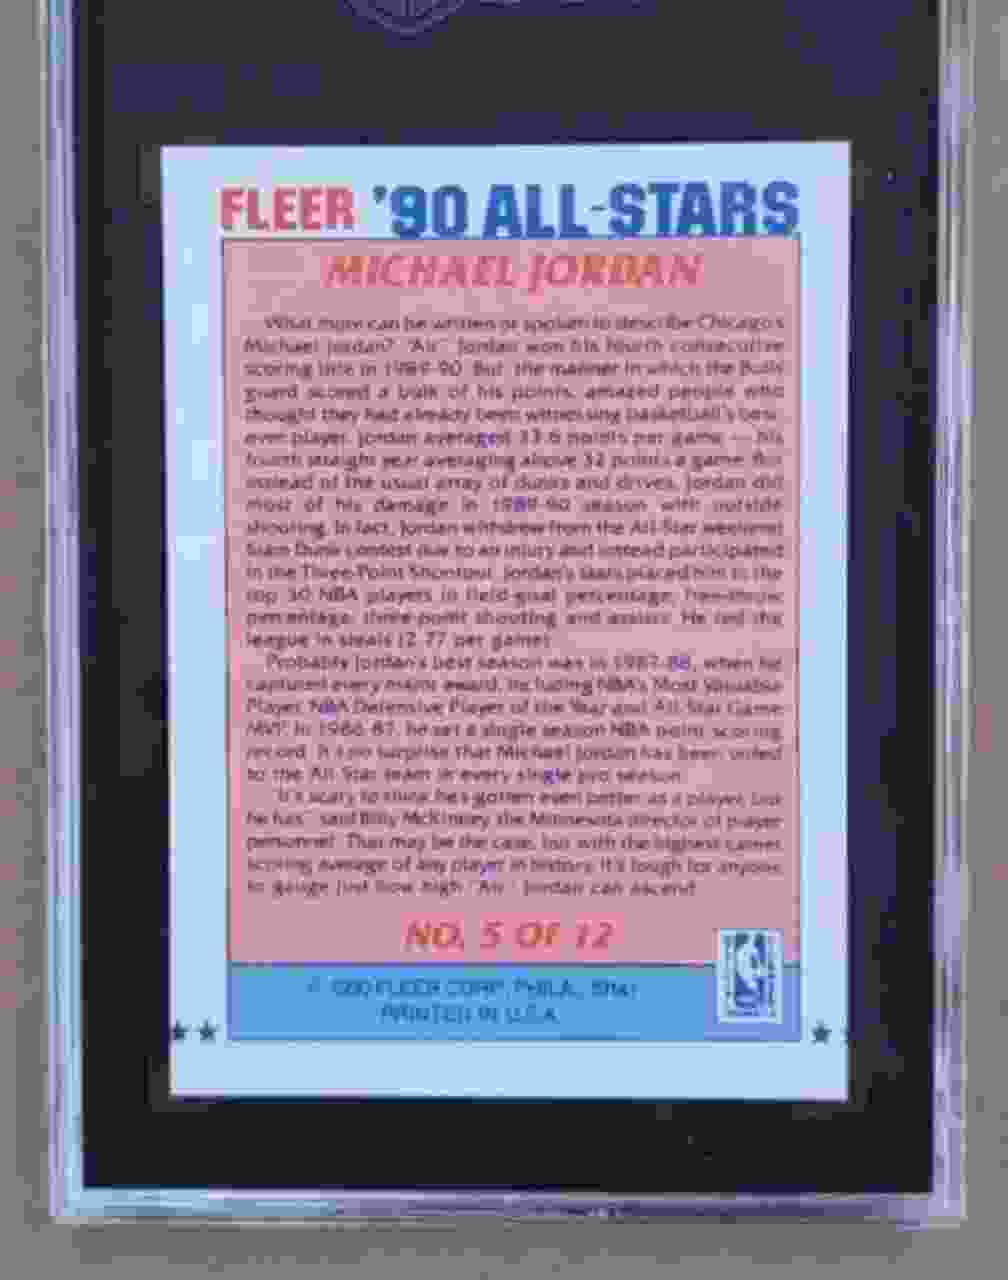 FLEER '90 ALL-STARS
MICHAEL JORDAN
What more can be written or spoken to describe Chicago's
Michael Jordan? "Air" Jordan won his fourth consecutive
scoring title in 1989-90. But, the manner in which the Bulls
guard scored a bulk of his points, amazed people who
thought they had already been witnessing basketball's best
ever player. Jordan averaged 33.6 points per game — his
fourth straight year averaging above 32 points a game. But
instead of the usual array of dunks and drives, Jordan did
most of his damage in 1989-90 season with outside
shooting. In fact, Jordan withdrew from the All-Star weekend
Slam Dunk contest due to an injury and instead participated
in the Three-Point Shootout. Jordan's stats placed him in the
top 30 NBA players in field-goal percentage, free-throw
percentage, three-point shooting and assists. He led the
league in steals (2.77 per game).
Probably Jordan's best season was in 1987-88, when he
captured every major award, including NBA's Most Valuable
Player, NBA Defensive Player of the Year and All-Star Game
MVP. In 1986-87, he set a single season NBA point-scoring
record. It's no surprise that Michael Jordan has been voted
to the All-Star team in every single pro season.
"It's scary to think he's gotten even better as a player, but
he has," said Billy McKinney, the Minnesota director of player
personnel. That may be the case, but with the highest career
scoring average of any player in history, it's tough for anyone
to gauge just how high "Air" Jordan can ascend.
NO. 5 OF 12
© 1990 FLEER CORP. PHILA., 19141
PRINTED IN U.S.A.